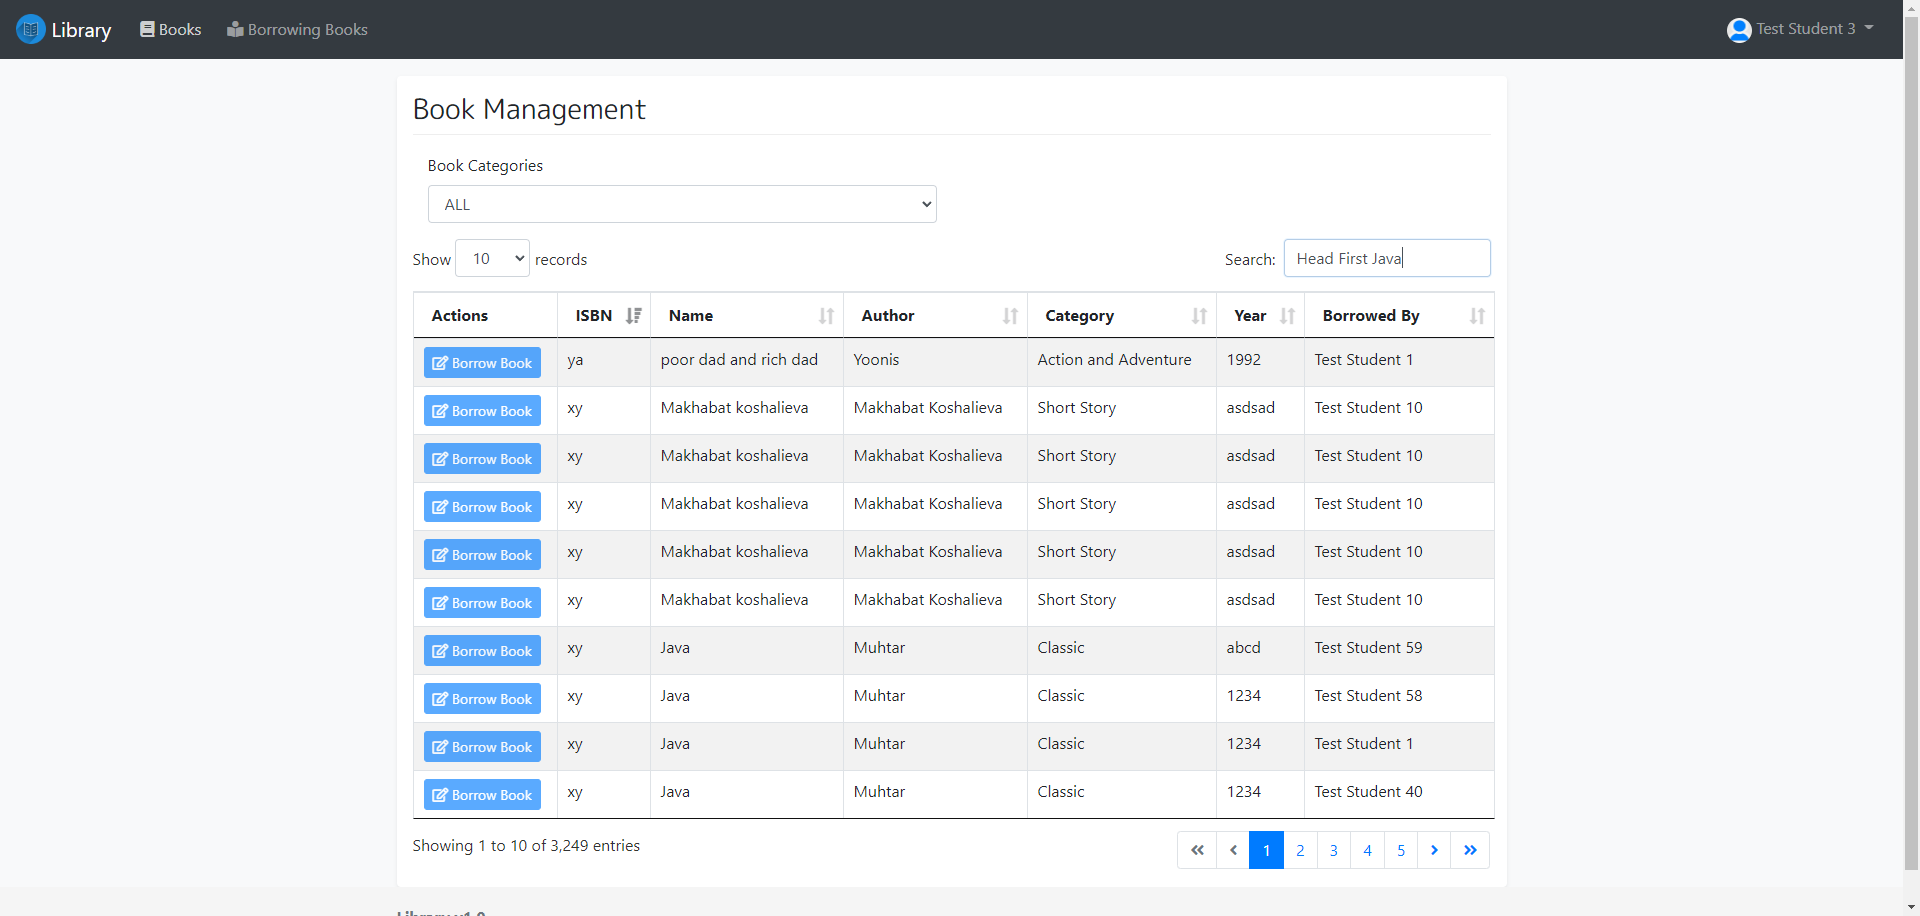 Library Books Borrowing Books Test Student 3
Book Management
Book Categories
ALL
Show 10 records Search: Head First Java
Actions ISBN Name Author Category Year Borrowed By
Borrow Book ya poor dad and rich dad Yoonis Action and Adventure 1992 Test Student 1
Borrow Book xy Makhabat koshalieva Makhabat Koshalieva Short Story asdsad Test Student 10
Borrow Book xy Makhabat koshalieva Makhabat Koshalieva Short Story asdsad Test Student 10
Borrow Book xy Makhabat koshalieva Makhabat Koshalieva Short Story asdsad Test Student 10
Borrow Book xy Makhabat koshalieva Makhabat Koshalieva Short Story asdsad Test Student 10
Borrow Book xy Makhabat koshalieva Makhabat Koshalieva Short Story asdsad Test Student 10
Borrow Book xy Java Muhtar Classic abcd Test Student 59
Borrow Book xy Java Muhtar Classic 1234 Test Student 58
Borrow Book xy Java Muhtar Classic 1234 Test Student 1
Borrow Book xy Java Muhtar Classic 1234 Test Student 40
Showing 1 to 10 of 3,249 entries « ‹ 1 2 3 4 5 › »